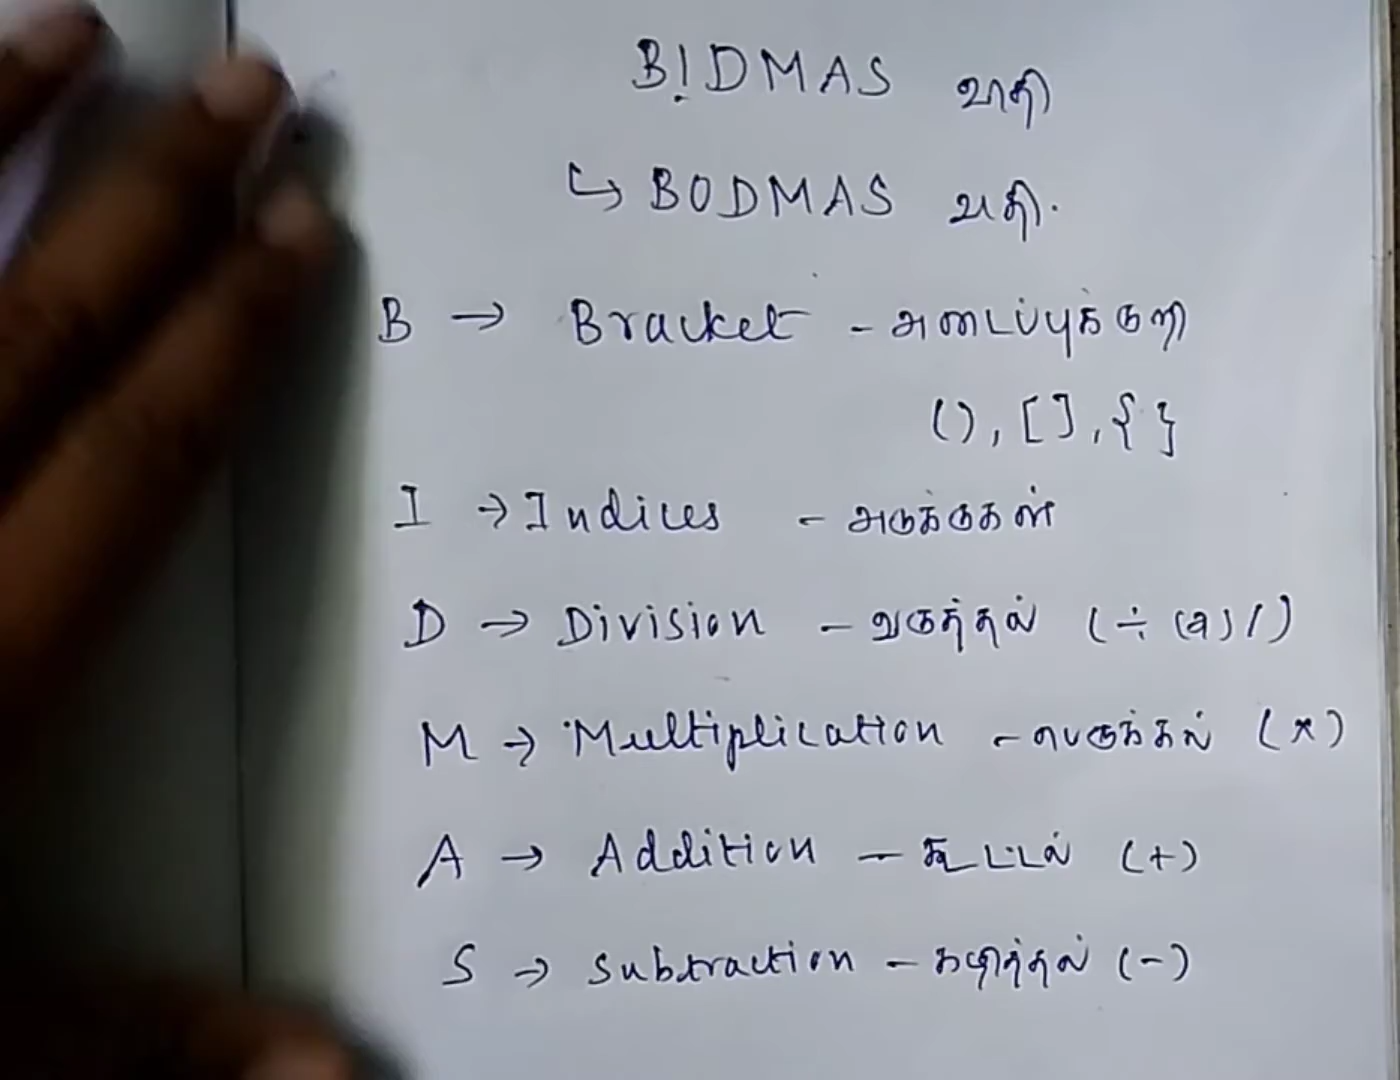 BIDMAS விதி
↳ BODMAS விதி.
B → Bracket - அடைப்புக்குறி
(), [], { }
I → Indices - அடுக்குகள்
D → Division - வகுத்தல் (÷ (a) /)
M → Multiplication - பெருக்கல் (×)
A → Addition - கூட்டல் (+)
S → Subtraction - கழித்தல் (-)